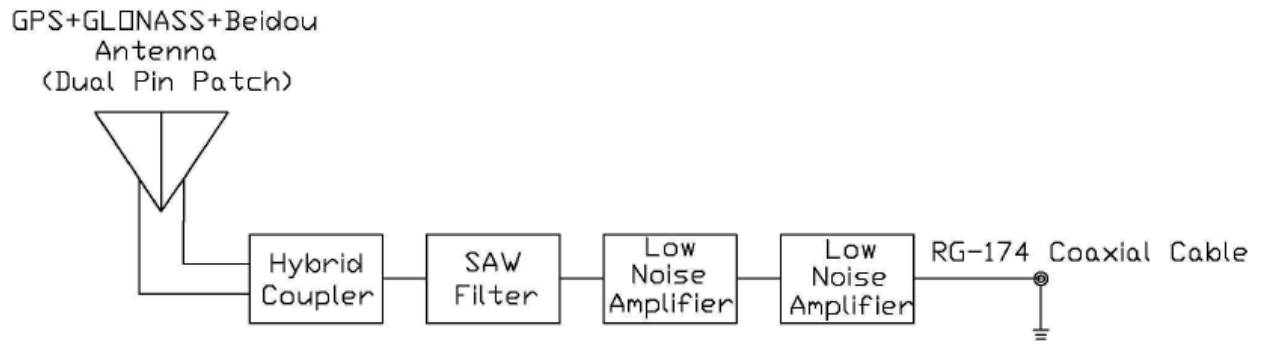 GPS+GLONASS+Beidou
Antenna
(Dual Pin Patch)
Hybrid
Coupler
SAW
Filter
Low
Noise
Amplifier
Low
Noise
Amplifier
RG-174 Coaxial Cable